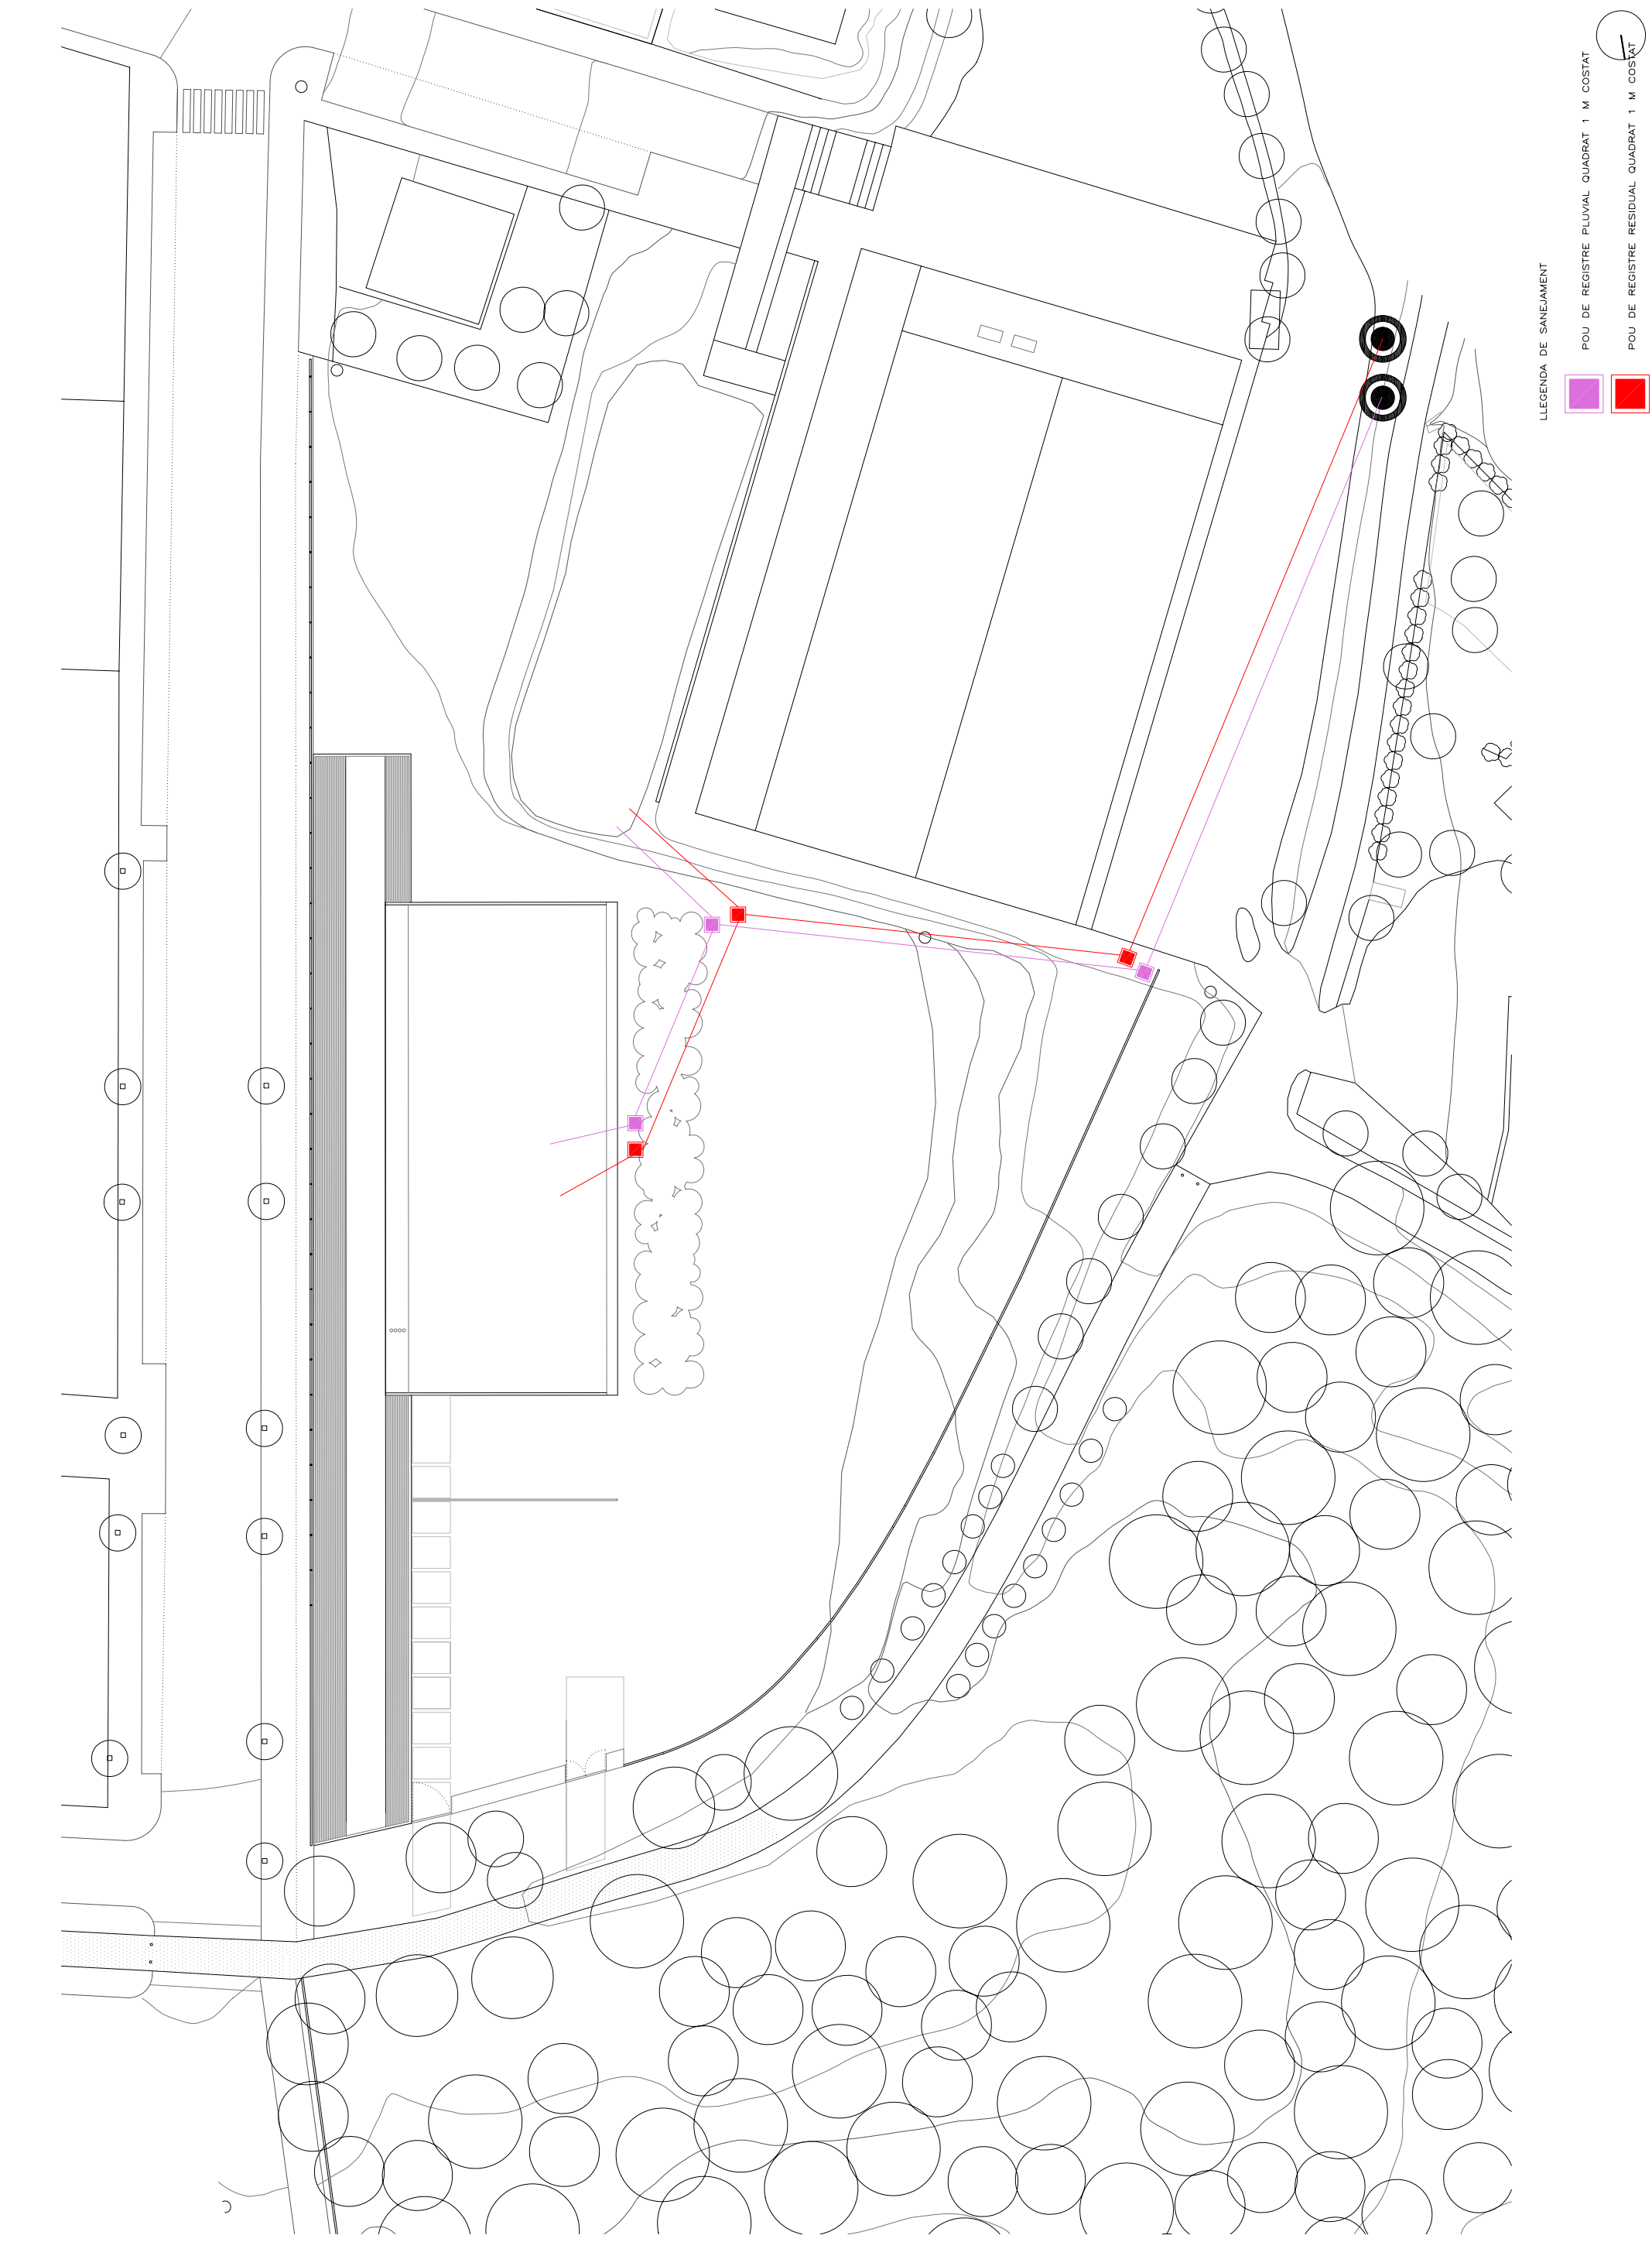 LLEGENDA DE SANEJAMENT
POU DE REGISTRE PLUVIAL QUADRAT 1 M COSTAT
POU DE REGISTRE RESIDUAL QUADRAT 1 M COSTAT